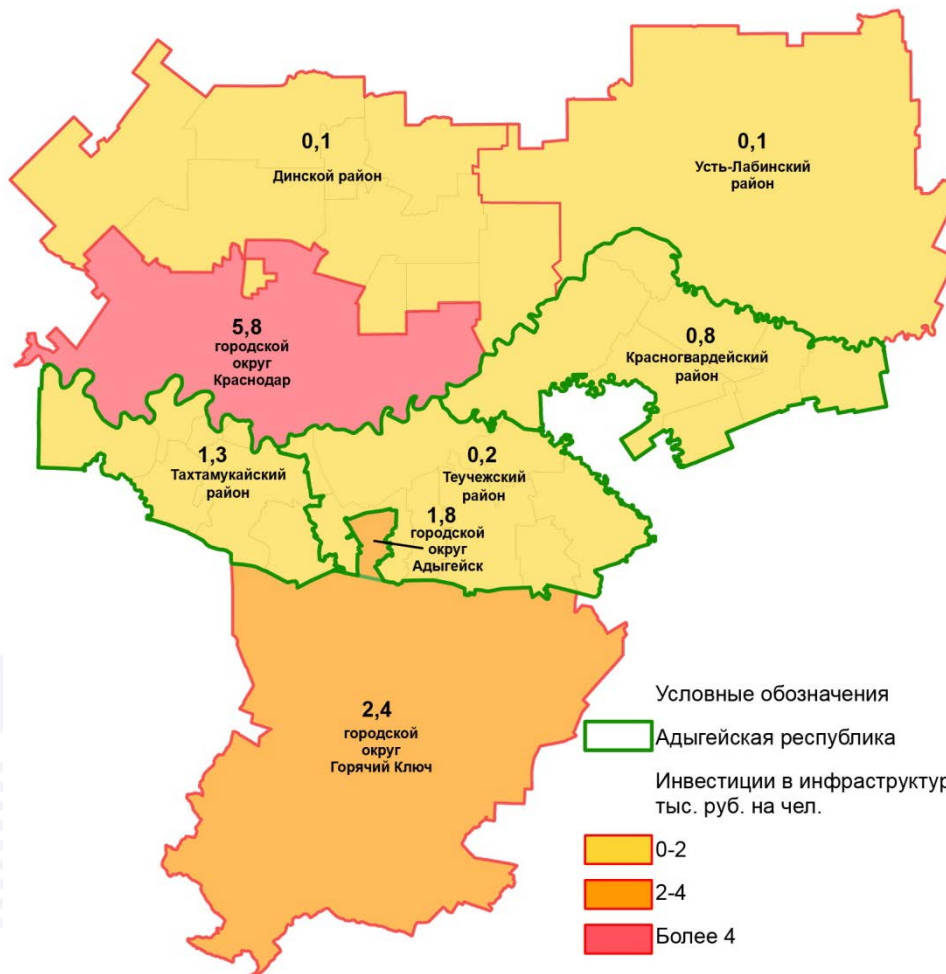 0,1
Динской район
0,1
Усть-Лабинский
район
5,8
городской
округ
Краснодар
0,8
Красногвардейский
район
1,3
Тахтамукайский
район
0,2
Теучежский
район
1,8
городской
округ
Адыгейск
2,4
городской
округ
Горячий Ключ
Условные обозначения
Адыгейская республика
Инвестиции в инфраструктур
тыс. руб. на чел.
0-2
2-4
Более 4